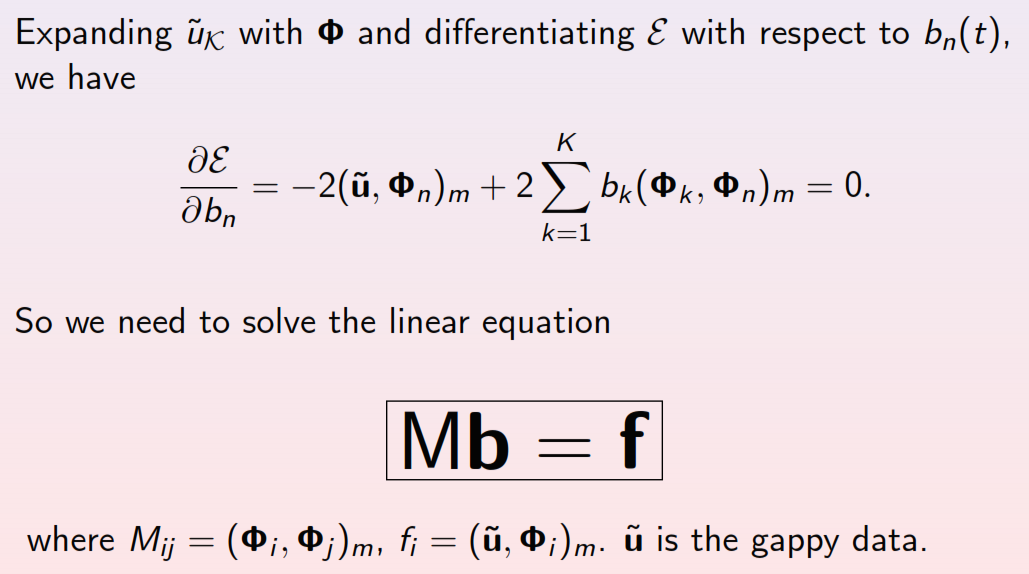 Expanding ũ_𝒦 with Φ and differentiating ℰ with respect to b_n(t),
we have
∂ℰ/∂b_n = −2(ũ, Φ_n)_m + 2 ∑_{k=1}^{K} b_k(Φ_k, Φ_n)_m = 0.
So we need to solve the linear equation
Mb = f
where M_{ij} = (Φ_i, Φ_j)_m, f_i = (ũ, Φ_i)_m. ũ is the gappy data.